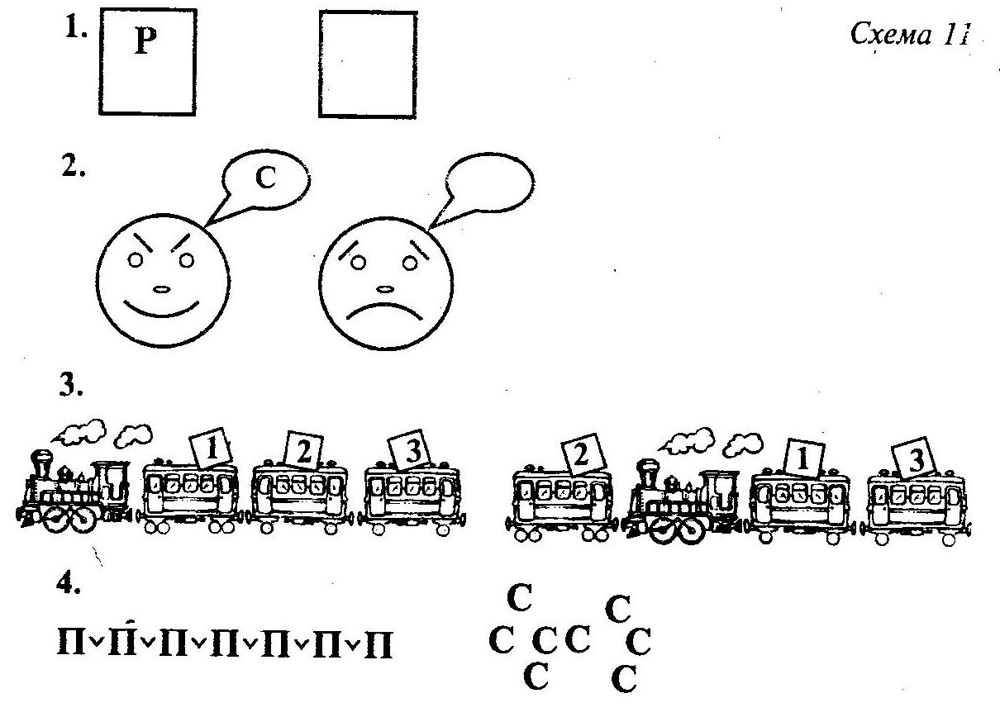 Схема 11
1.
Р
2.
С
3.
1 2 3
2 1 3
4.
П П П П П П П
С
С
С С С С
С
С